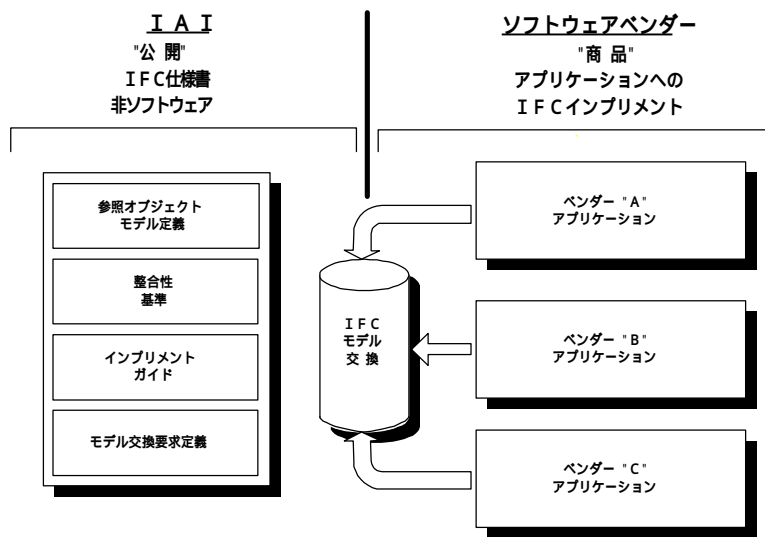 ＩＡＩ
"公 開"
ＩＦＣ仕様書
非ソフトウェア
ソフトウェアベンダー
"商 品"
アプリケーションへの
ＩＦＣインプリメント
参照オブジェクト
モデル定義
整合性
基準
インプリメント
ガイド
モデル交換要求定義
ＩＦＣ
モデル
交 換
ベンダー "A"
アプリケーション
ベンダー "B"
アプリケーション
ベンダー "C"
アプリケーション